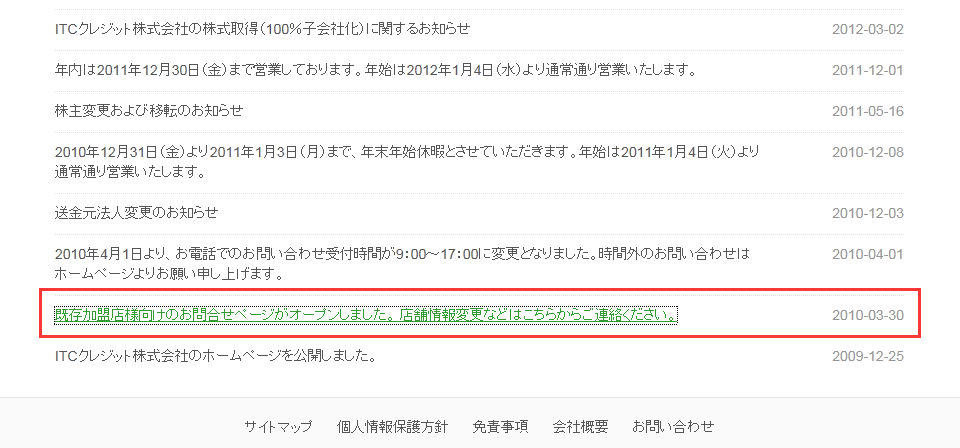 ITCクレジット株式会社の株式取得（100％子会社化）に関するお知らせ 2012-03-02
年内は2011年12月30日（金）まで営業しております。年始は2012年1月4日（水）より通常通り営業いたします。 2011-12-01
株主変更および移転のお知らせ 2011-05-16
2010年12月31日（金）より2011年1月3日（月）まで、年末年始休暇とさせていただきます。年始は2011年1月4日（火）より 2010-12-08
通常通り営業いたします。
送金元法人変更のお知らせ 2010-12-03
2010年4月1日より、お電話でのお問い合わせ受付時間が9：00～17：00に変更となりました。時間外のお問い合わせは 2010-04-01
ホームページよりお願い申し上げます。
既存加盟店様向けのお問合せページがオープンしました。 店舗情報変更などはこちらからご連絡ください。 2010-03-30
ITCクレジット株式会社のホームページを公開しました。 2009-12-25
サイトマップ 個人情報保護方針 免責事項 会社概要 お問い合わせ